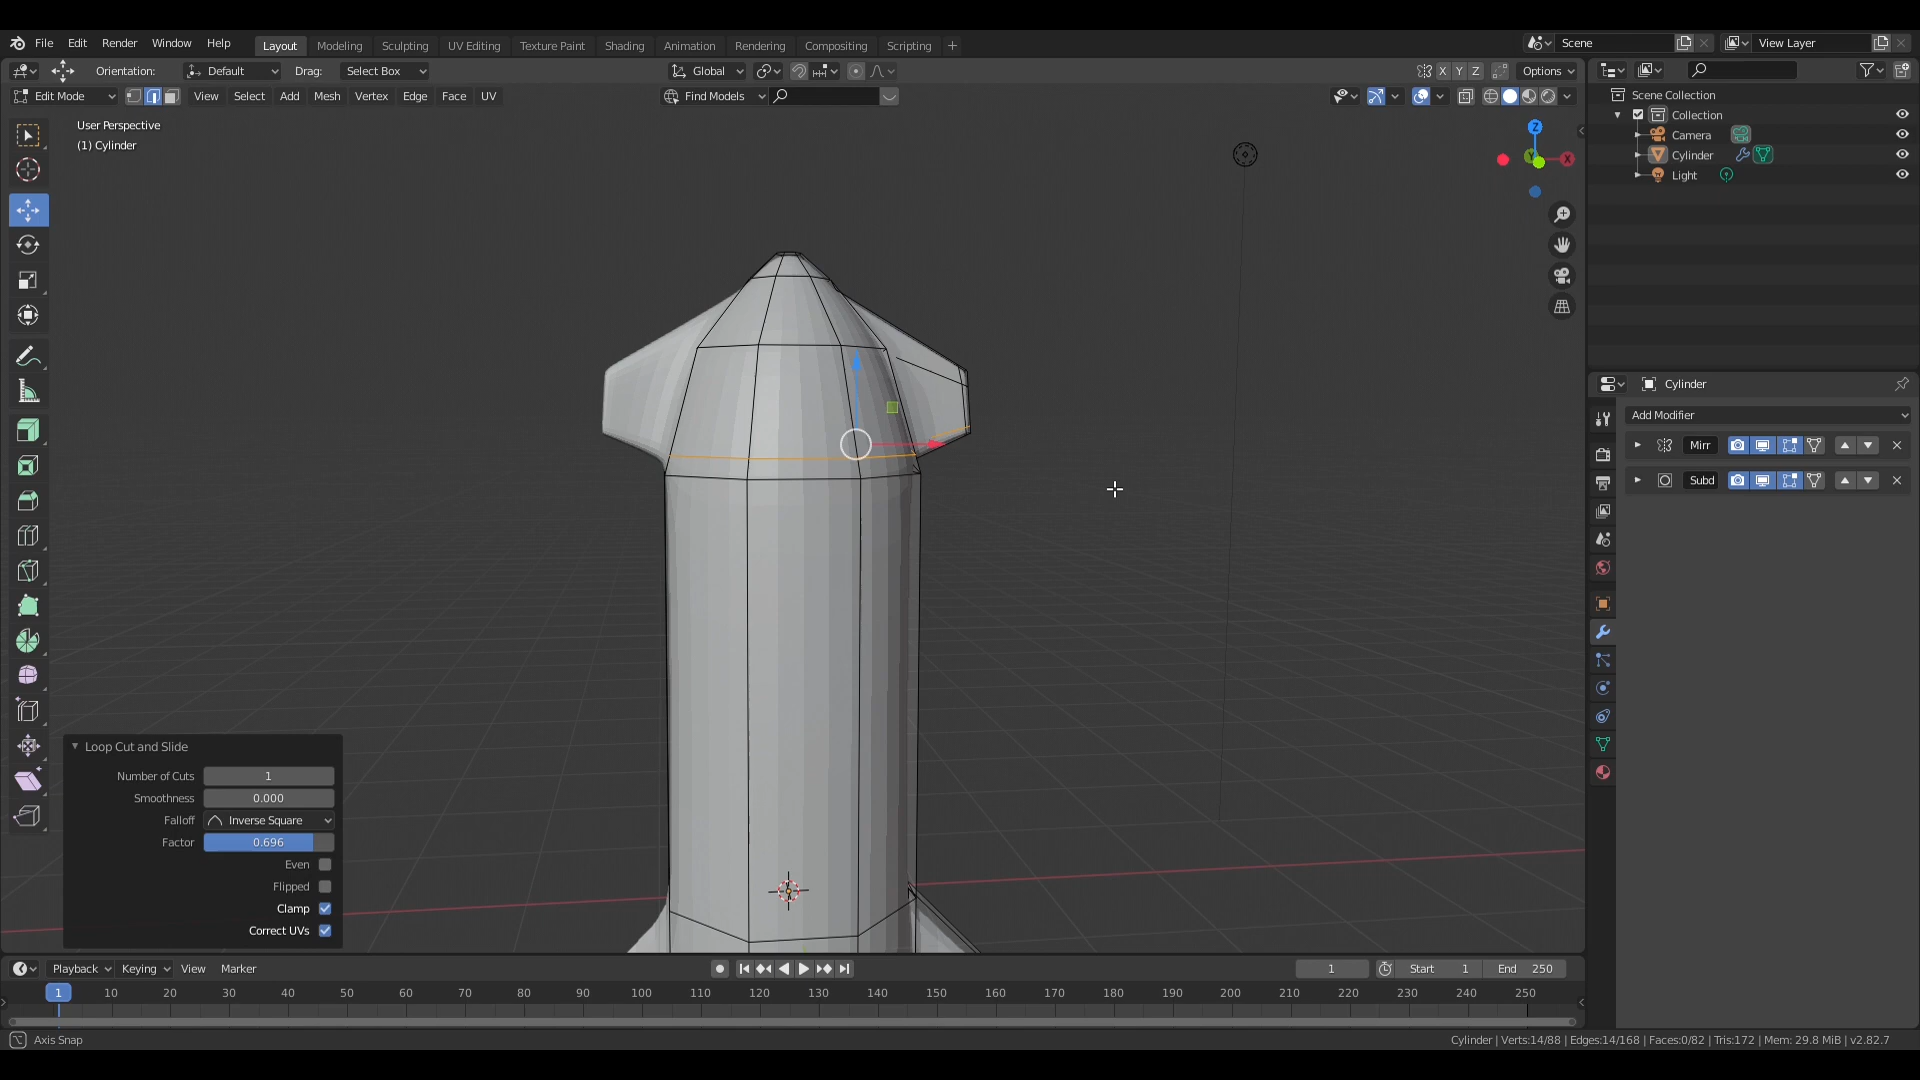 File Edit Render Window Help Layout Modeling Sculpting UV Editing Texture Paint Shading Animation Rendering Compositing Scripting + Scene View Layer
Orientation: Default Drag: Select Box Global X Y Z Options
Edit Mode View Select Add Mesh Vertex Edge Face UV Find Models
User Perspective
(1) Cylinder
Z
X
Y
Scene Collection
Collection
Camera
Cylinder
Light
Cylinder
Add Modifier
Mirr
Subd
Loop Cut and Slide
Number of Cuts 1
Smoothness 0.000
Falloff Inverse Square
Factor 0.696
Even
Flipped
Clamp
Correct UVs
Playback Keying View Marker 1 Start 1 End 250
1 10 20 30 40 50 60 70 80 90 100 110 120 130 140 150 160 170 180 190 200 210 220 230 240 250
Axis Snap Cylinder | Verts:14/88 | Edges:14/168 | Faces:0/82 | Tris:172 | Mem: 29.8 MiB | v2.82.7